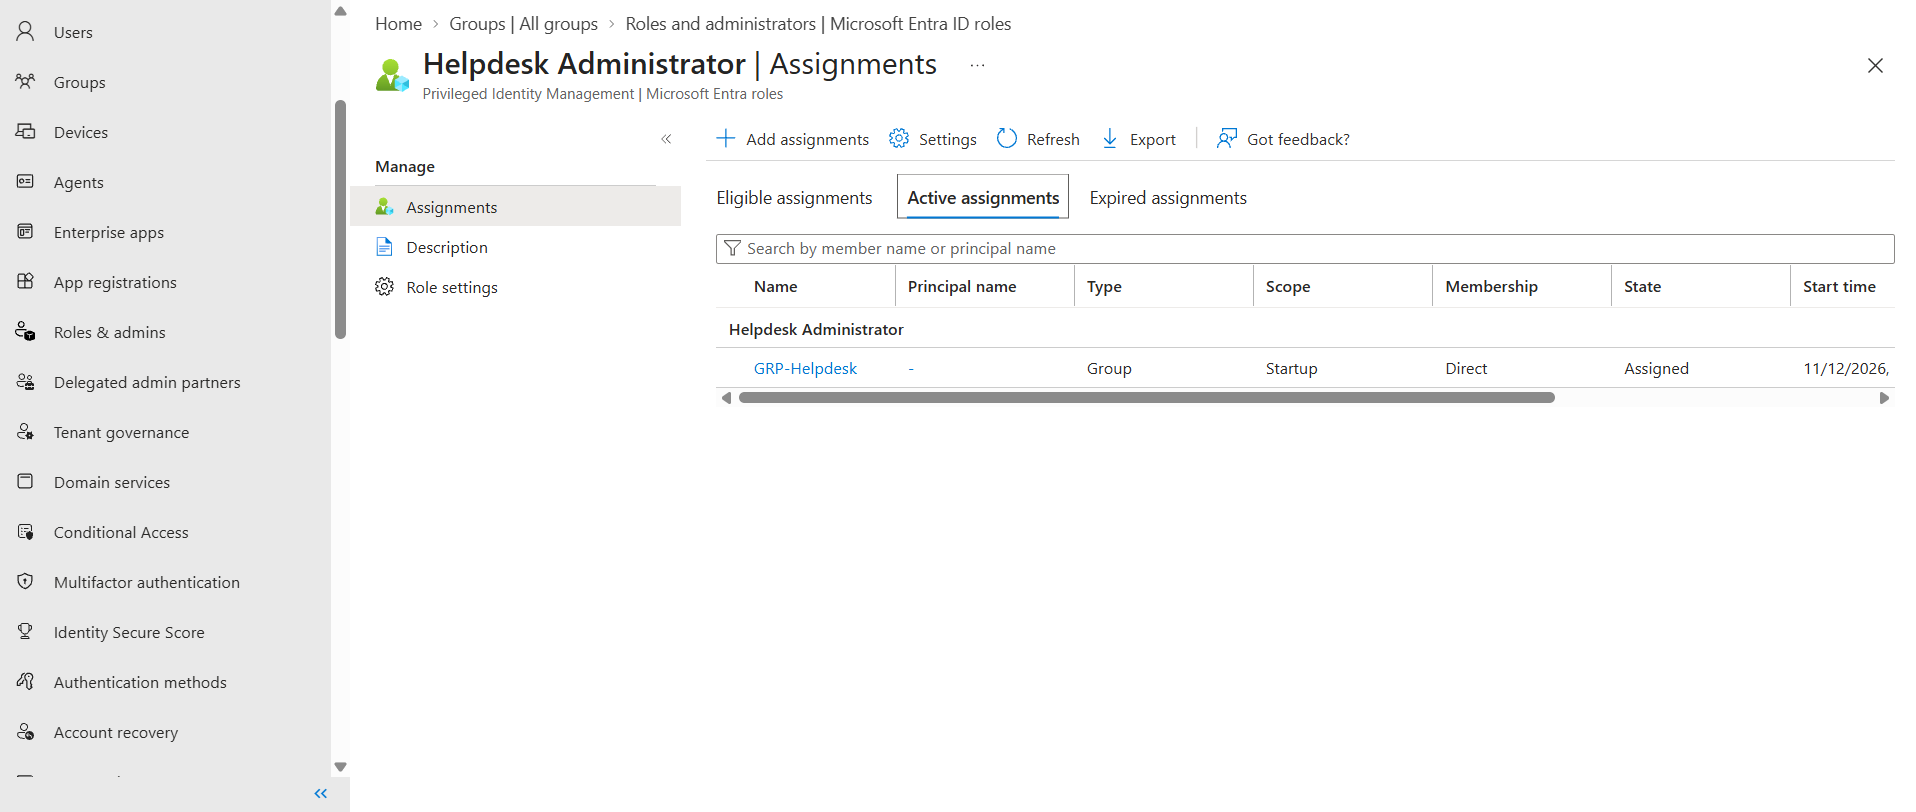 Users
Groups
Devices
Agents
Enterprise apps
App registrations
Roles & admins
Delegated admin partners
Tenant governance
Domain services
Conditional Access
Multifactor authentication
Identity Secure Score
Authentication methods
Account recovery
Home > Groups | All groups > Roles and administrators | Microsoft Entra ID roles
Helpdesk Administrator | Assignments ...
Privileged Identity Management | Microsoft Entra roles
Manage
Assignments
Description
Role settings
Add assignments Settings Refresh Export | Got feedback?
Eligible assignments Active assignments Expired assignments
Search by member name or principal name
Name Principal name Type Scope Membership State Start time
Helpdesk Administrator
GRP-Helpdesk - Group Startup Direct Assigned 11/12/2026,